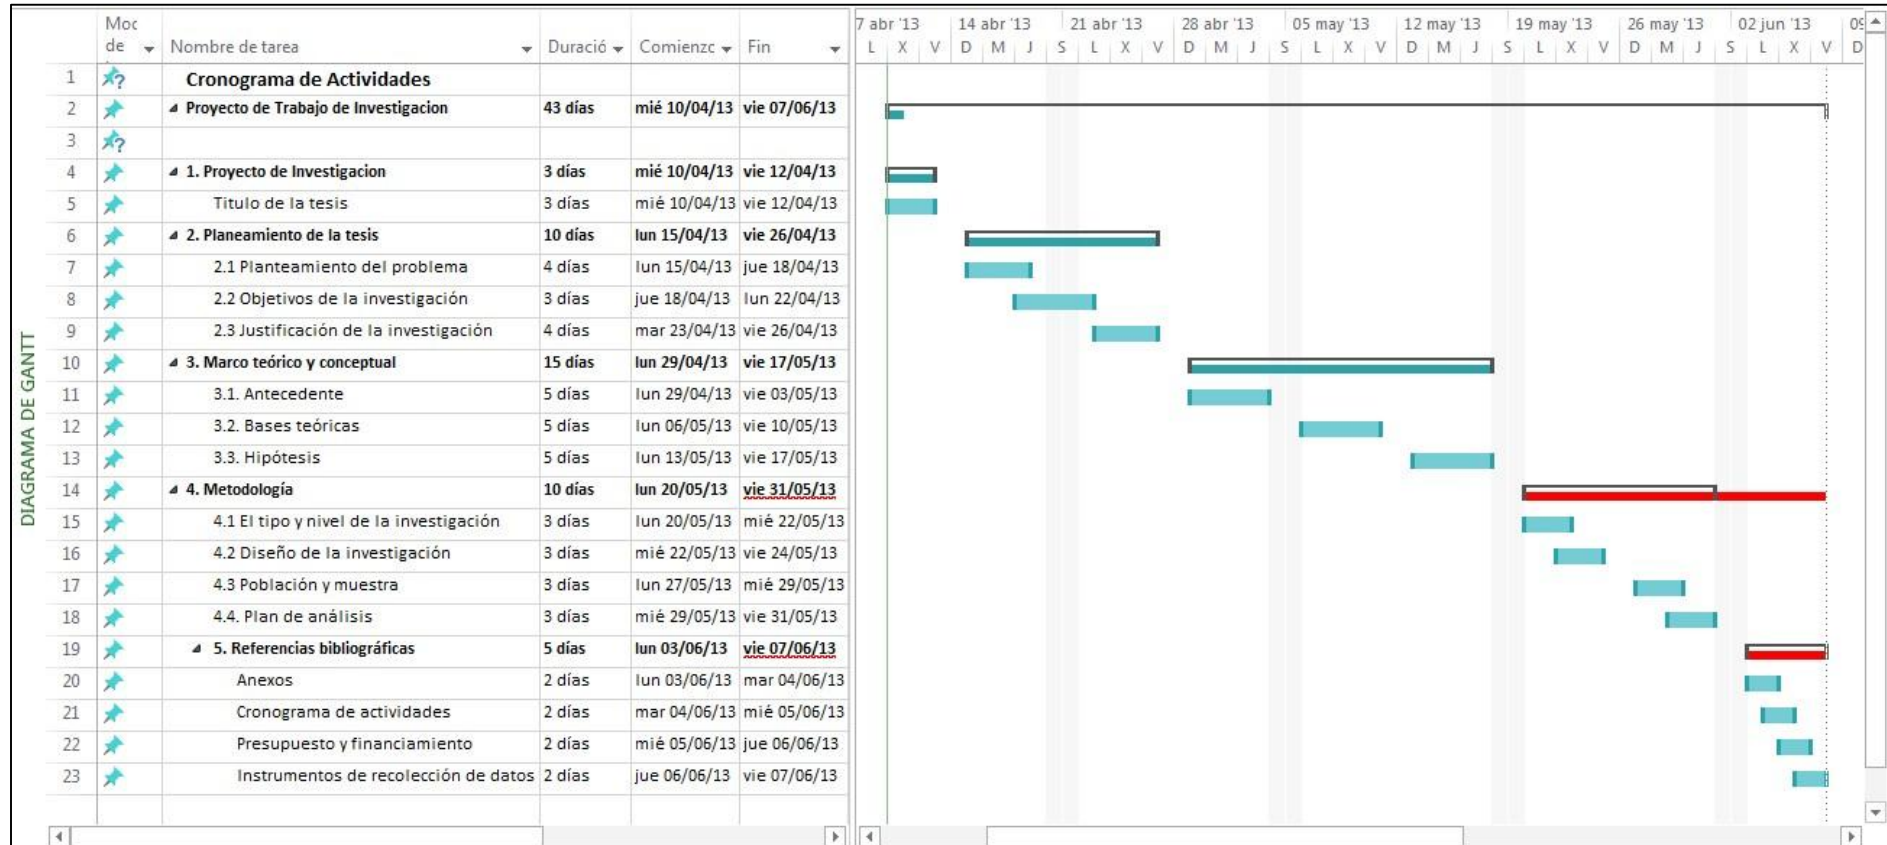 DIAGRAMA DE GANTT
Moc de Nombre de tarea Duració Comienzc Fin
7 abr '13 14 abr '13 21 abr '13 28 abr '13 05 may '13 12 may '13 19 may '13 26 may '13 02 jun '13 09
L X V D M J S L X V D M J S L X V D M J S L X V D M J S L X V D
1 Cronograma de Actividades
2 Proyecto de Trabajo de Investigacion 43 días mié 10/04/13 vie 07/06/13
3
4 1. Proyecto de Investigacion 3 días mié 10/04/13 vie 12/04/13
5 Titulo de la tesis 3 días mié 10/04/13 vie 12/04/13
6 2. Planeamiento de la tesis 10 días lun 15/04/13 vie 26/04/13
7 2.1 Planteamiento del problema 4 días lun 15/04/13 jue 18/04/13
8 2.2 Objetivos de la investigación 3 días jue 18/04/13 lun 22/04/13
9 2.3 Justificación de la investigación 4 días mar 23/04/13 vie 26/04/13
10 3. Marco teórico y conceptual 15 días lun 29/04/13 vie 17/05/13
11 3.1. Antecedente 5 días lun 29/04/13 vie 03/05/13
12 3.2. Bases teóricas 5 días lun 06/05/13 vie 10/05/13
13 3.3. Hipótesis 5 días lun 13/05/13 vie 17/05/13
14 4. Metodología 10 días lun 20/05/13 vie 31/05/13
15 4.1 El tipo y nivel de la investigación 3 días lun 20/05/13 mié 22/05/13
16 4.2 Diseño de la investigación 3 días mié 22/05/13 vie 24/05/13
17 4.3 Población y muestra 3 días lun 27/05/13 mié 29/05/13
18 4.4. Plan de análisis 3 días mié 29/05/13 vie 31/05/13
19 5. Referencias bibliográficas 5 días lun 03/06/13 vie 07/06/13
20 Anexos 2 días lun 03/06/13 mar 04/06/13
21 Cronograma de actividades 2 días mar 04/06/13 mié 05/06/13
22 Presupuesto y financiamiento 2 días mié 05/06/13 jue 06/06/13
23 Instrumentos de recolección de datos 2 días jue 06/06/13 vie 07/06/13